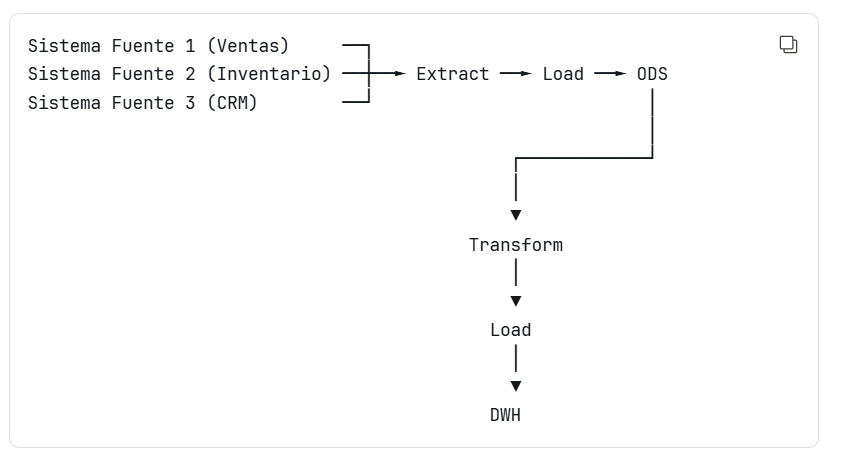 Sistema Fuente 1 (Ventas)
Sistema Fuente 2 (Inventario) Extract Load ODS
Sistema Fuente 3 (CRM)
Transform
Load
DWH